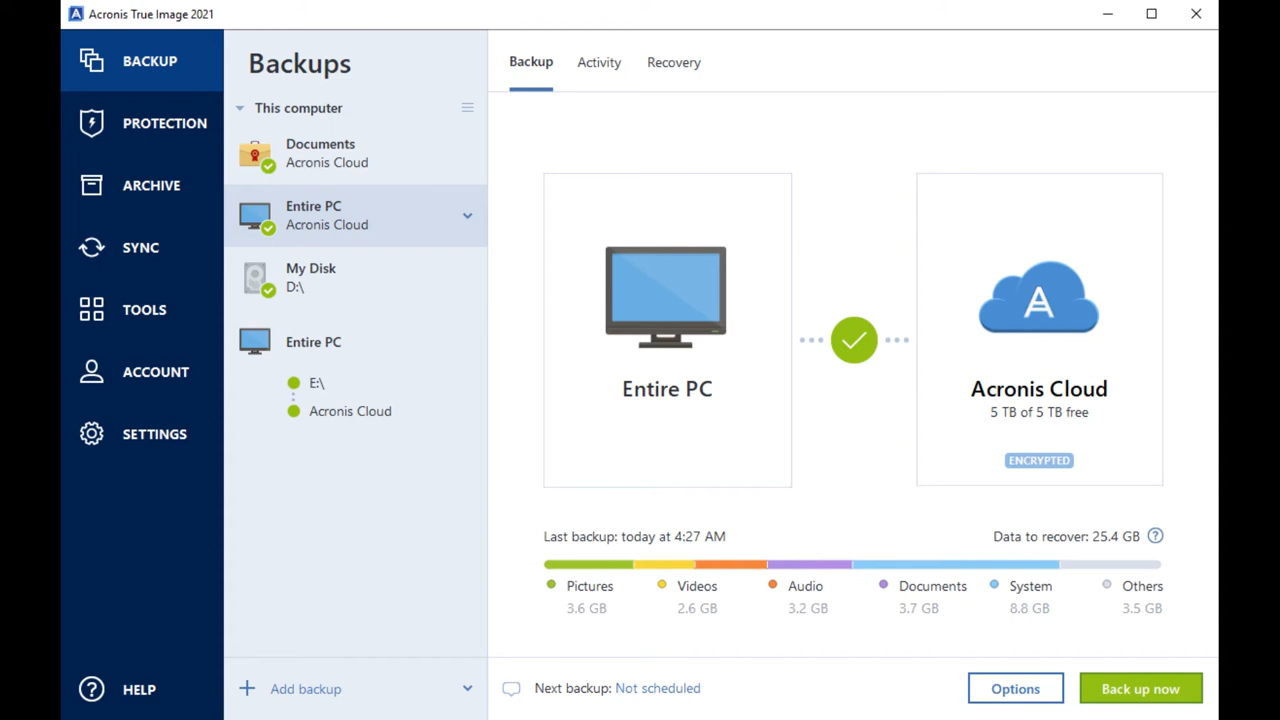 Acronis True Image 2021
BACKUP
PROTECTION
ARCHIVE
SYNC
TOOLS
ACCOUNT
SETTINGS
HELP
Backups
This computer
Documents
Acronis Cloud
Entire PC
Acronis Cloud
My Disk
D:\
Entire PC
E:\
Acronis Cloud
Add backup
Backup Activity Recovery
Entire PC
Acronis Cloud
5 TB of 5 TB free
ENCRYPTED
Last backup: today at 4:27 AM
Data to recover: 25.4 GB ?
Pictures Videos Audio Documents System Others
3.6 GB 2.6 GB 3.2 GB 3.7 GB 8.8 GB 3.5 GB
Next backup: Not scheduled
Options
Back up now